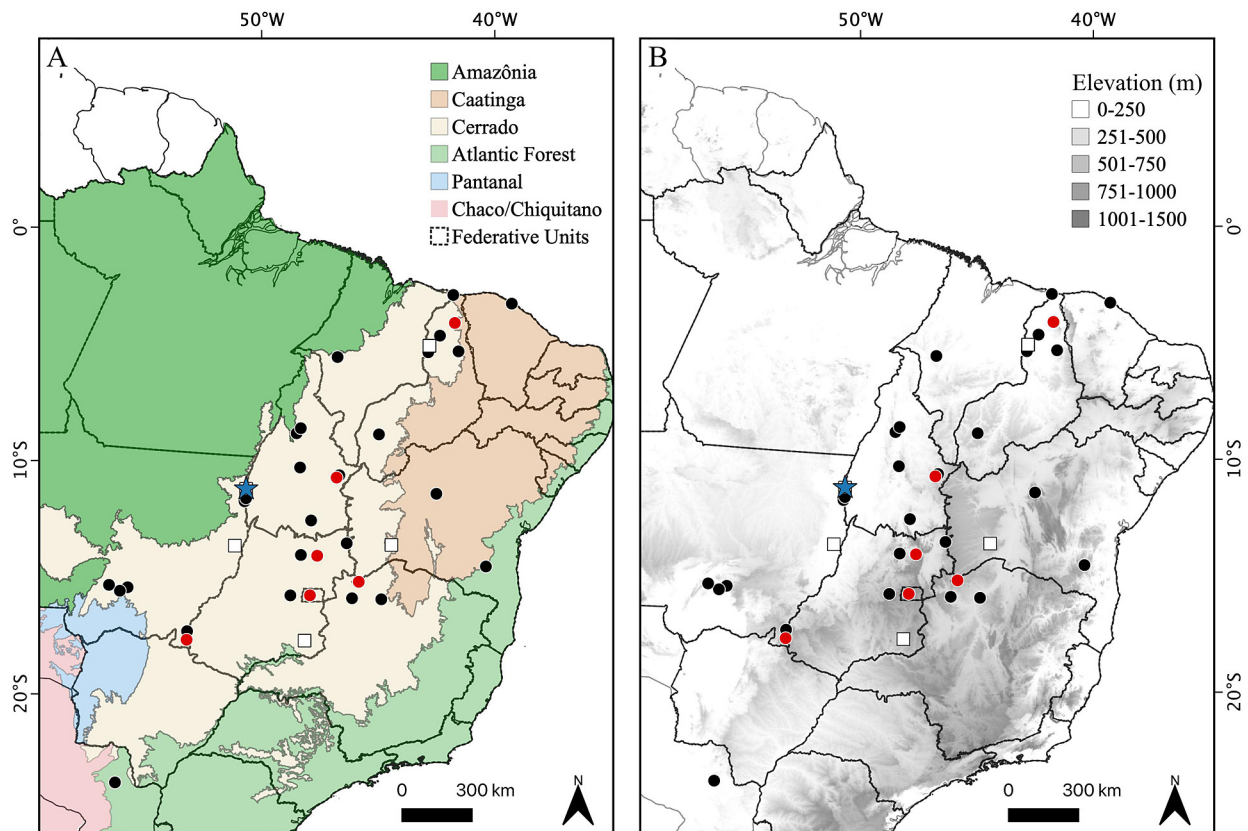 50°W 40°W 50°W 40°W
A
Amazônia
Caatinga
Cerrado
Atlantic Forest
Pantanal
Chaco/Chiquitano
Federative Units
B
Elevation (m)
0-250
251-500
501-750
751-1000
1001-1500
0° 0°
10°S 10°S
20°S 20°S
0 300 km N
0 300 km N